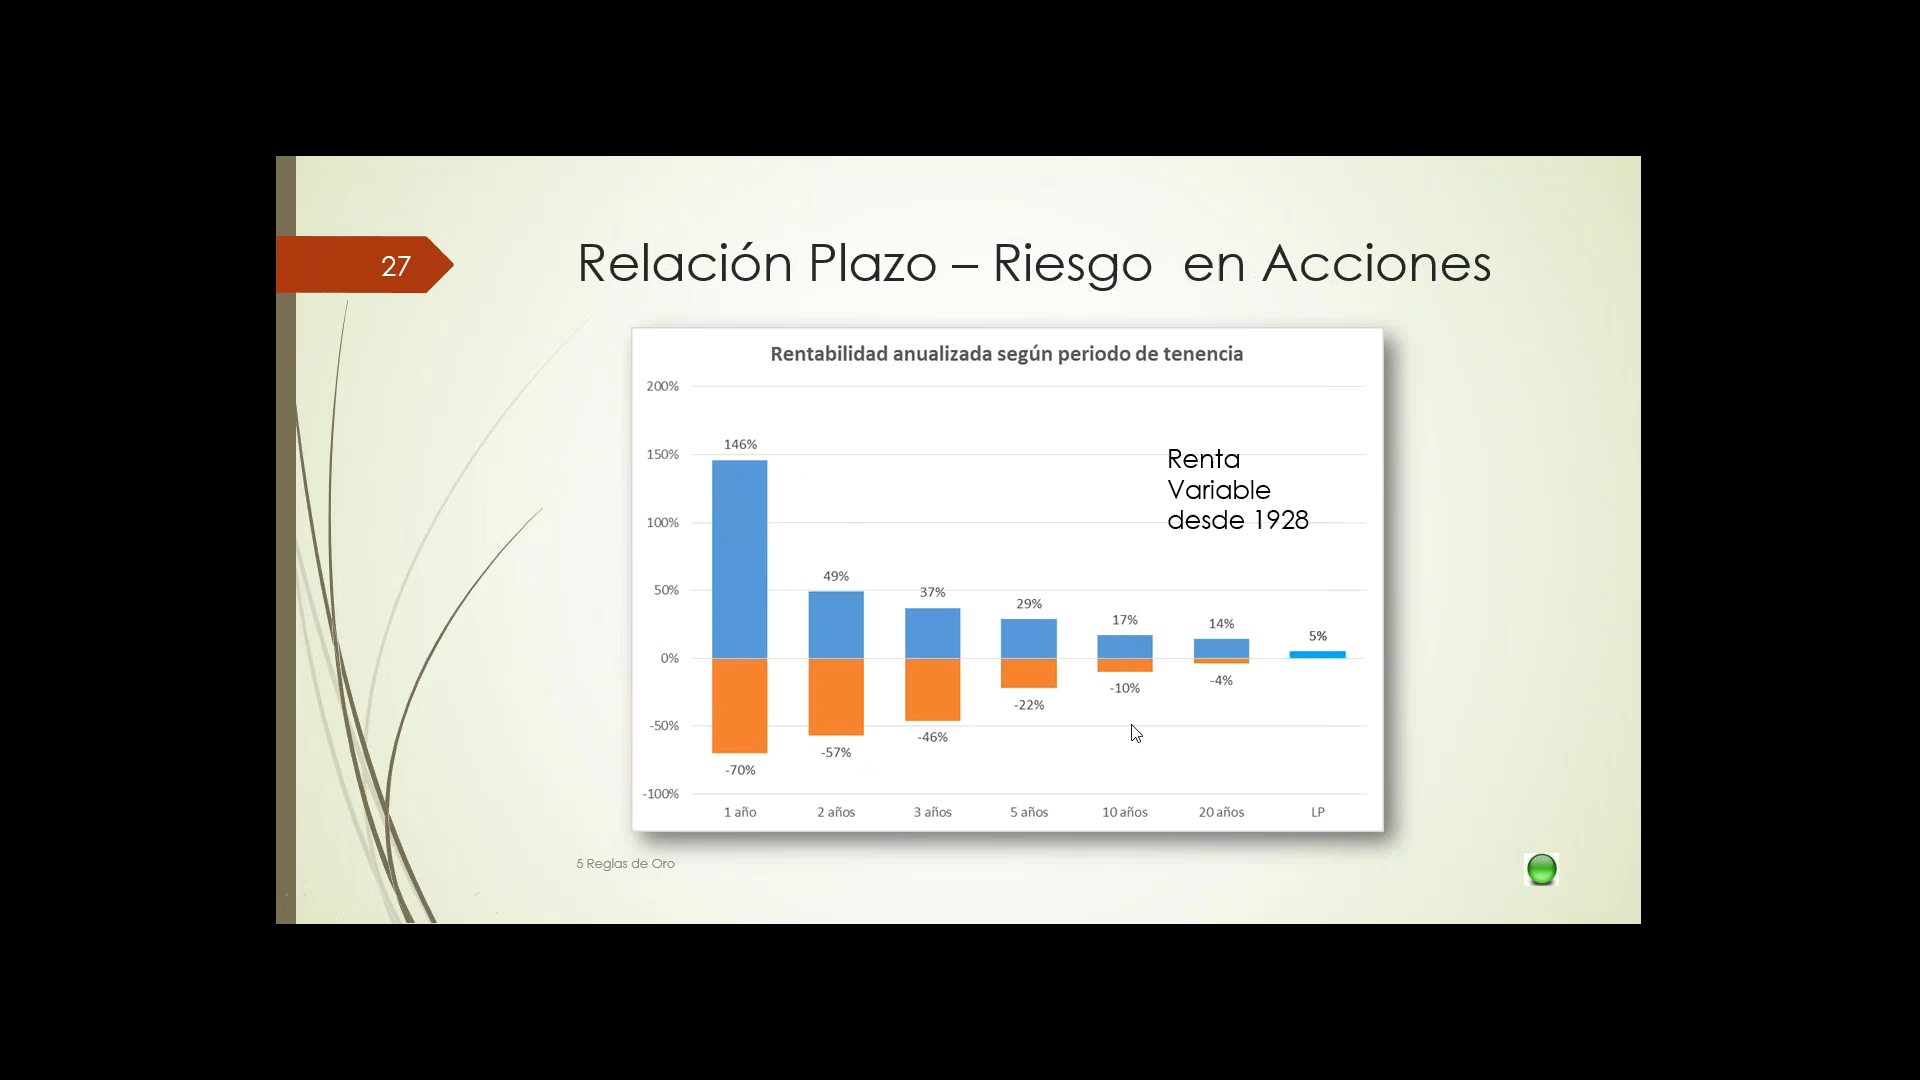 27
Relación Plazo – Riesgo en Acciones
Rentabilidad anualizada según periodo de tenencia
200%
150%
100%
50%
0%
-50%
-100%
146%
49%
37%
29%
17%
14%
5%
-70%
-57%
-46%
-22%
-10%
-4%
Renta
Variable
desde 1928
1 año
2 años
3 años
5 años
10 años
20 años
LP
5 Reglas de Oro